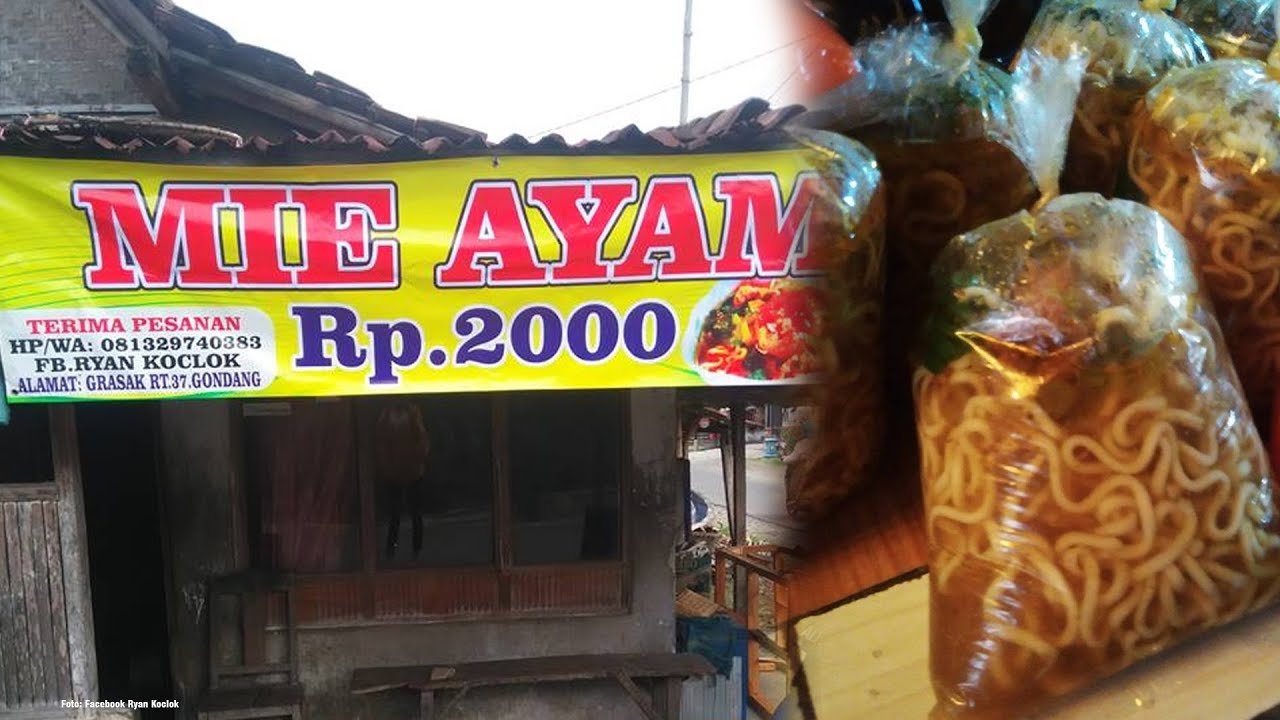 MIE AYAM
Rp.2000
TERIMA PESANAN
HP/WA: 081329740383
FB.RYAN KOCLOK
ALAMAT: GRASAK RT.37.GONDANG
Foto: Facebook Ryan Koclok